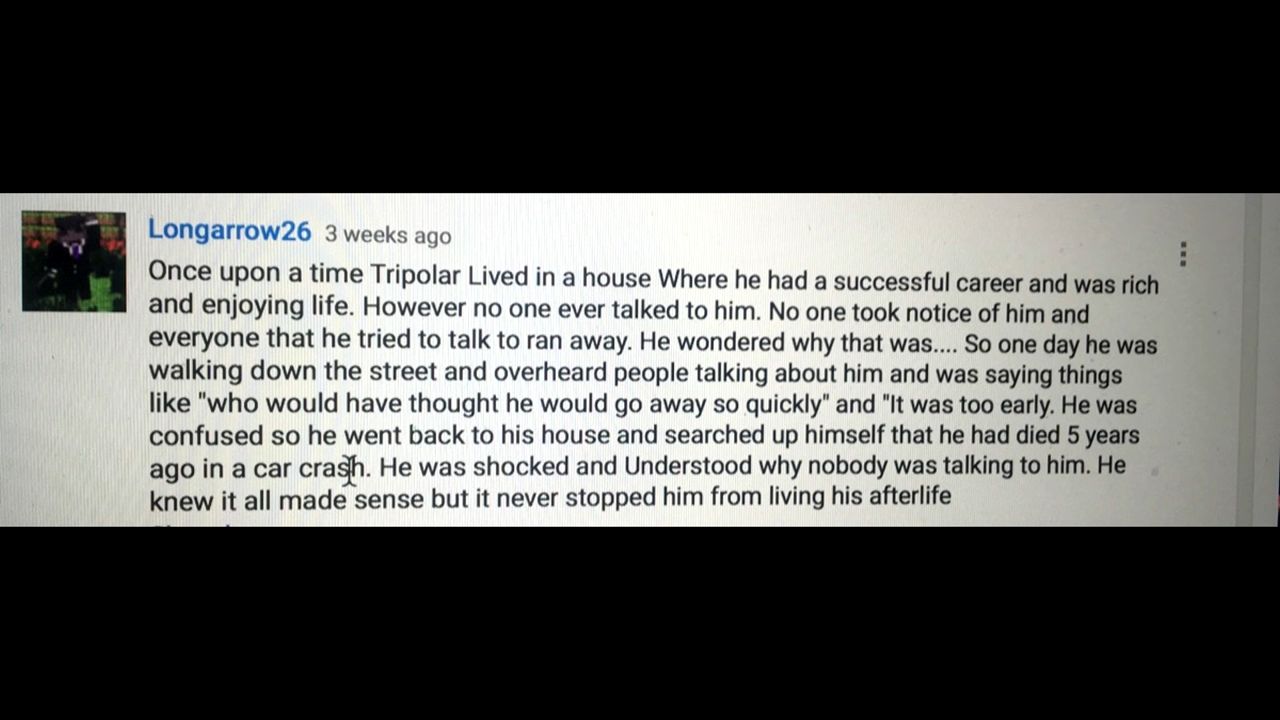 Longarrow26 3 weeks ago
Once upon a time Tripolar Lived in a house Where he had a successful career and was rich
and enjoying life. However no one ever talked to him. No one took notice of him and
everyone that he tried to talk to ran away. He wondered why that was.... So one day he was
walking down the street and overheard people talking about him and was saying things
like "who would have thought he would go away so quickly" and "It was too early. He was
confused so he went back to his house and searched up himself that he had died 5 years
ago in a car crash. He was shocked and Understood why nobody was talking to him. He
knew it all made sense but it never stopped him from living his afterlife